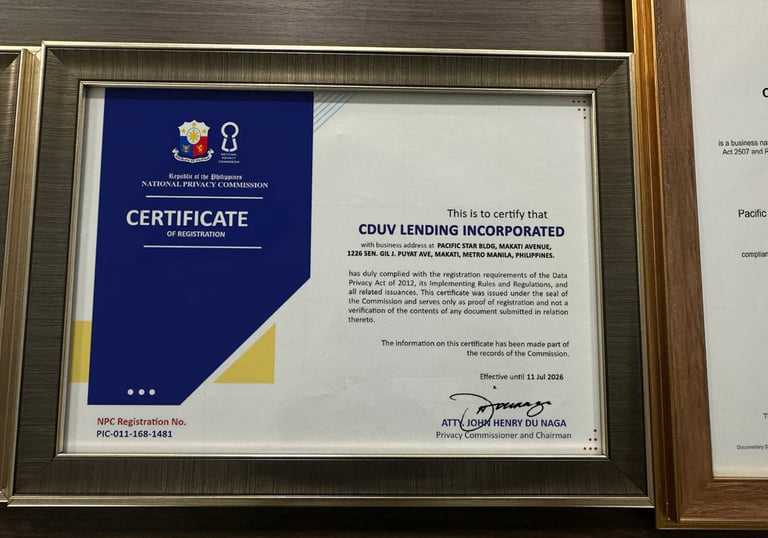 NATIONAL
PRIVACY
COMMISSION
Republic of the Philippines
NATIONAL PRIVACY COMMISSION
CERTIFICATE
OF REGISTRATION
This is to certify that
CDUV LENDING INCORPORATED
with business address at PACIFIC STAR BLDG, MAKATI AVENUE,
1226 SEN. GIL J. PUYAT AVE, MAKATI, METRO MANILA, PHILIPPINES.
has duly complied with the registration requirements of the Data
Privacy Act of 2012, its Implementing Rules and Regulations, and
all related issuances. This certificate was issued under the seal of
the Commission and serves only as proof of registration and not a
verification of the contents of any document submitted in relation
thereto.
The information on this certificate has been made part of
the records of the Commission.
Effective until 11 Jul 2026
ATTY. JOHN HENRY DU NAGA
Privacy Commissioner and Chairman
NPC Registration No.
PIC-011-168-1481
is a business na
Act 2507 and R
Pacific
complian
Documentary S